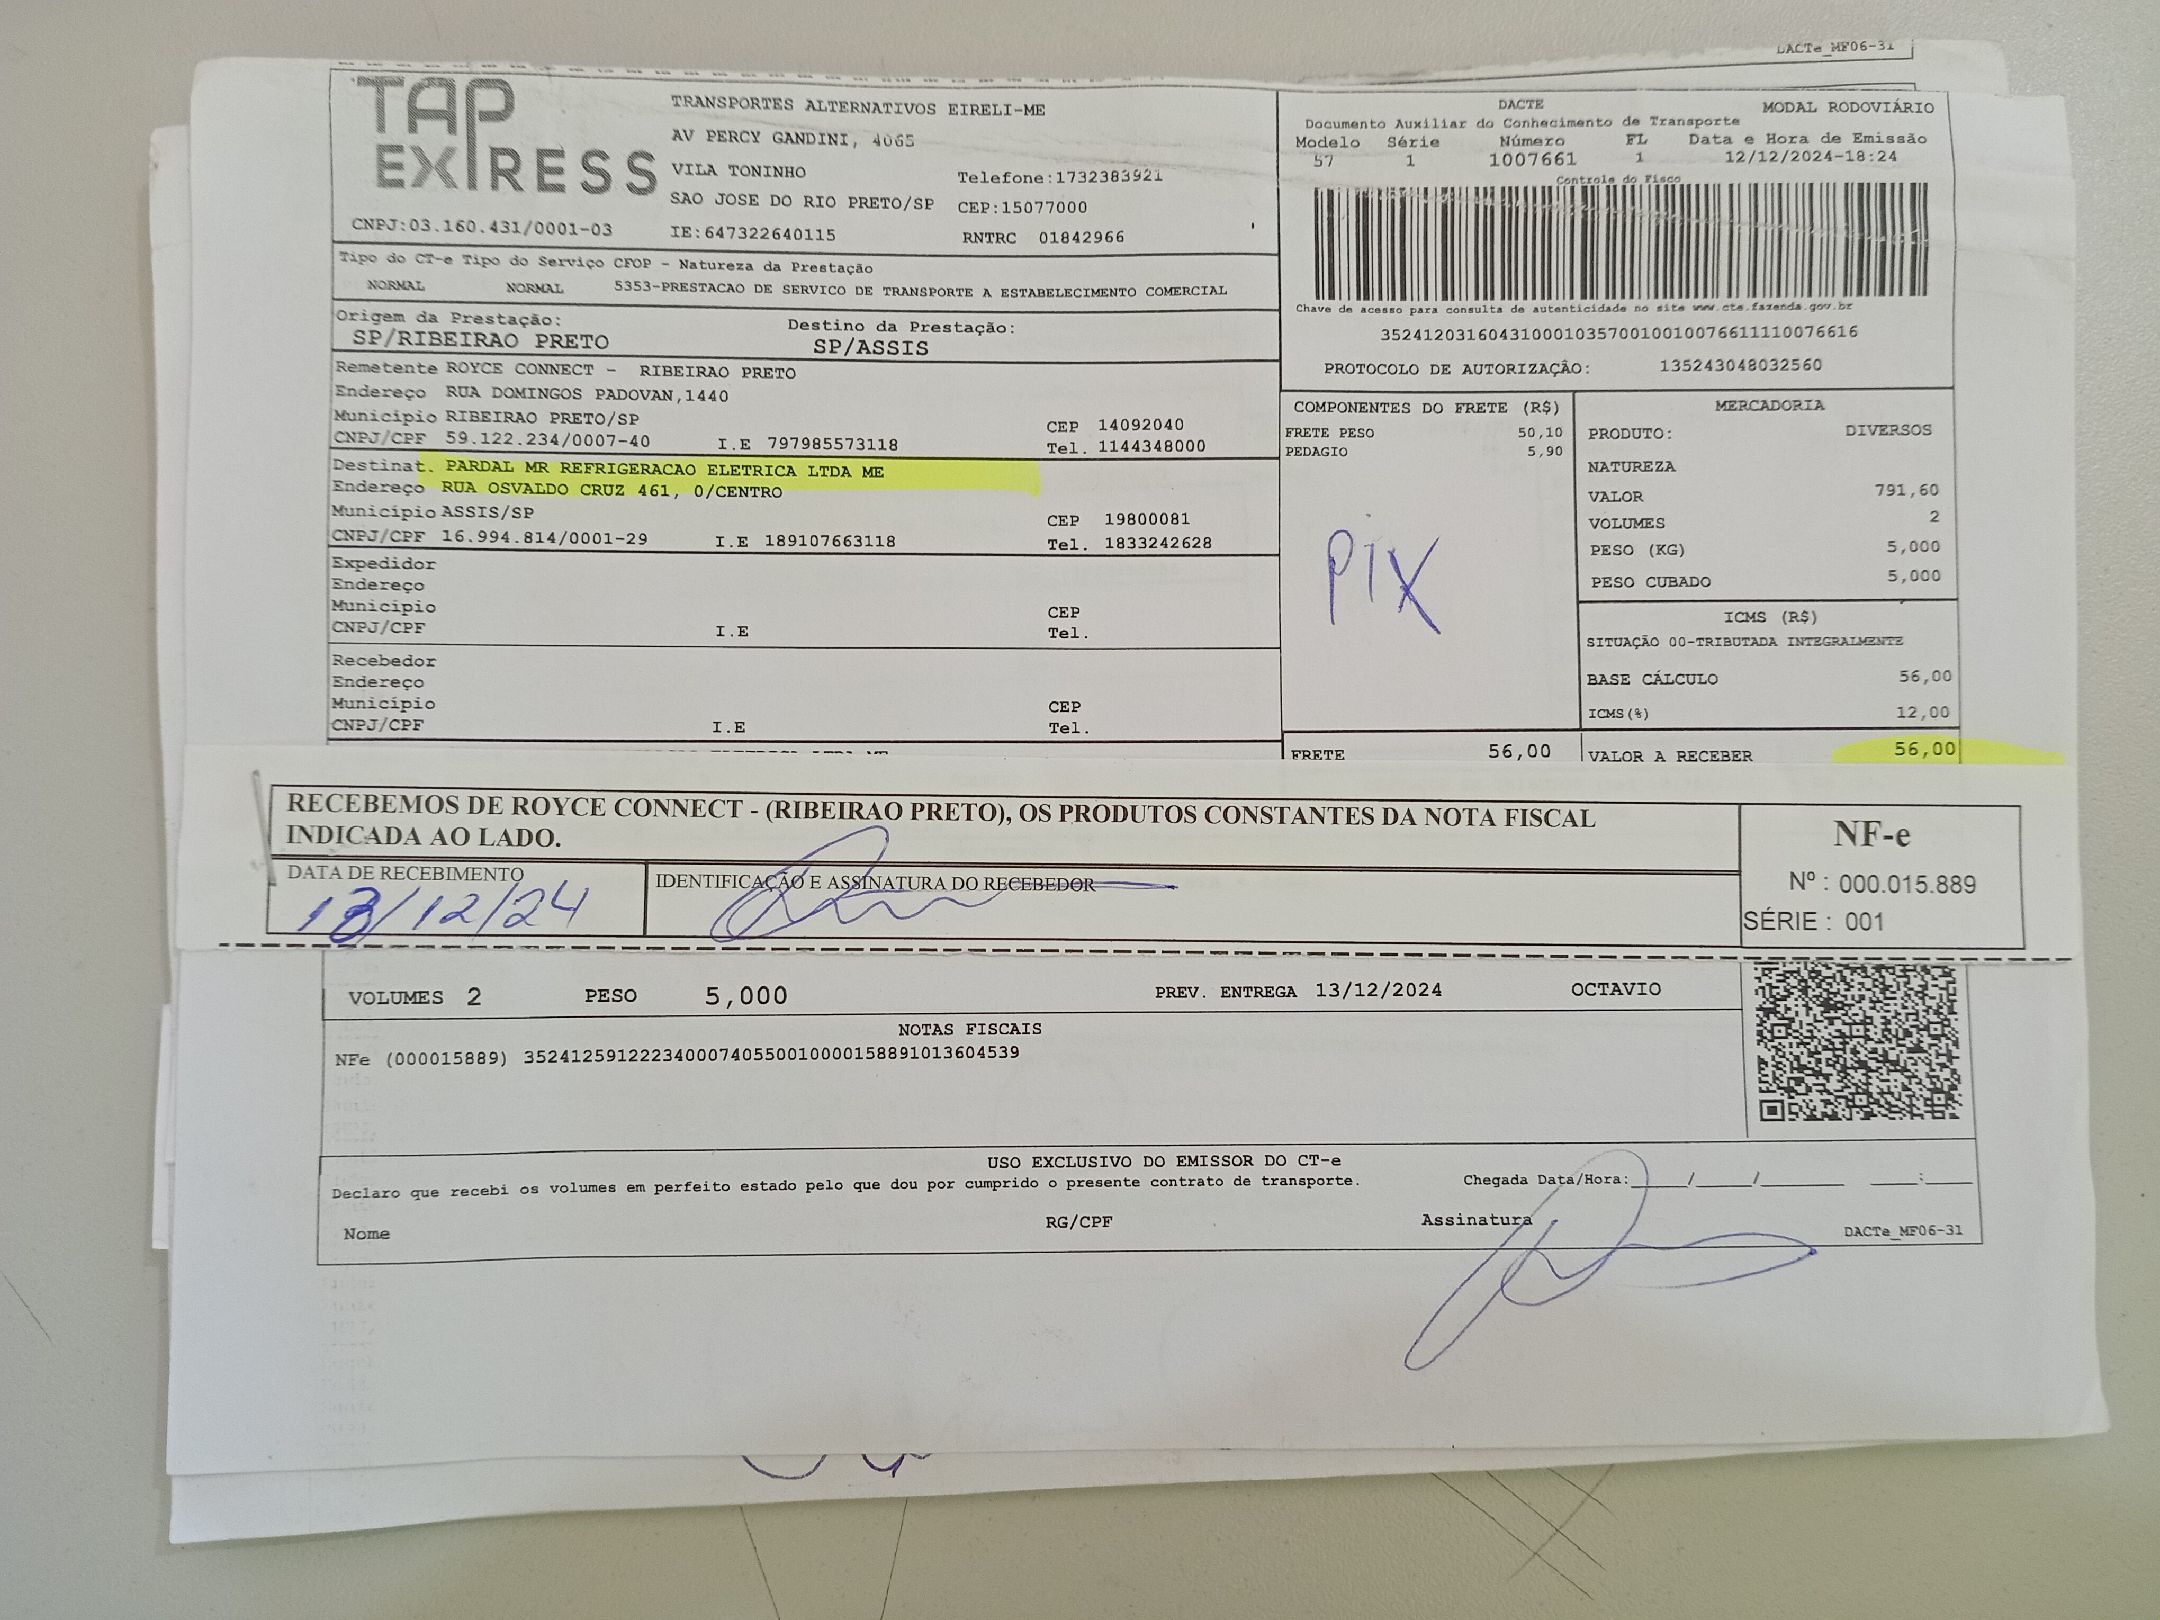 DACTe_MF06-31
TAP EXPRESS
TRANSPORTES ALTERNATIVOS EIRELI-ME
AV PERCY GANDINI, 4065
VILA TONINHO
Telefone:1732383921
SAO JOSE DO RIO PRETO/SP CEP:15077000
CNPJ:03.160.431/0001-03 IE:647322640115 RNTRC 01842966
DACTE MODAL RODOVIÁRIO
Documento Auxiliar do Conhecimento de Transporte
Modelo Série Número FL Data e Hora de Emissão
57 1 1007661 1 12/12/2024-18:24
Controle do Fisco
Chave de acesso para consulta de autenticidade no site www.cte.fazenda.gov.br
35241203160431000103570010010076611110076616
PROTOCOLO DE AUTORIZAÇÃO: 135243048032560
Tipo do CT-e Tipo do Serviço CFOP - Natureza da Prestação
NORMAL NORMAL 5353-PRESTACAO DE SERVICO DE TRANSPORTE A ESTABELECIMENTO COMERCIAL
Origem da Prestação: Destino da Prestação:
SP/RIBEIRAO PRETO SP/ASSIS
Remetente ROYCE CONNECT - RIBEIRAO PRETO
Endereço RUA DOMINGOS PADOVAN,1440
Município RIBEIRAO PRETO/SP CEP 14092040
CNPJ/CPF 59.122.234/0007-40 I.E 797985573118 Tel. 1144348000
Destinat. PARDAL MR REFRIGERACAO ELETRICA LTDA ME
Endereço RUA OSVALDO CRUZ 461, 0/CENTRO
Município ASSIS/SP CEP 19800081
CNPJ/CPF 16.994.814/0001-29 I.E 189107663118 Tel. 1833242628
Expedidor
Endereço
Município CEP
CNPJ/CPF I.E Tel.
Recebedor
Endereço
Município CEP
CNPJ/CPF I.E Tel.
COMPONENTES DO FRETE (R$)
FRETE PESO 50,10
PEDAGIO 5,90
PIX
FRETE 56,00
MERCADORIA
PRODUTO: DIVERSOS
NATUREZA
VALOR 791,60
VOLUMES 2
PESO (KG) 5,000
PESO CUBADO 5,000
ICMS (R$)
SITUAÇÃO 00-TRIBUTADA INTEGRALMENTE
BASE CÁLCULO 56,00
ICMS(%) 12,00
VALOR A RECEBER 56,00
RECEBEMOS DE ROYCE CONNECT - (RIBEIRAO PRETO), OS PRODUTOS CONSTANTES DA NOTA FISCAL
INDICADA AO LADO.
DATA DE RECEBIMENTO
13/12/24
IDENTIFICAÇÃO E ASSINATURA DO RECEBEDOR
NF-e
Nº : 000.015.889
SÉRIE : 001
VOLUMES 2 PESO 5,000 PREV. ENTREGA 13/12/2024 OCTAVIO
NOTAS FISCAIS
NFe (000015889) 35241259122234000740550010000158891013604539
USO EXCLUSIVO DO EMISSOR DO CT-e
Declaro que recebi os volumes em perfeito estado pelo que dou por cumprido o presente contrato de transporte. Chegada Data/Hora:_____/_____/_______ ____:____
Nome RG/CPF Assinatura
DACTe_MF06-31